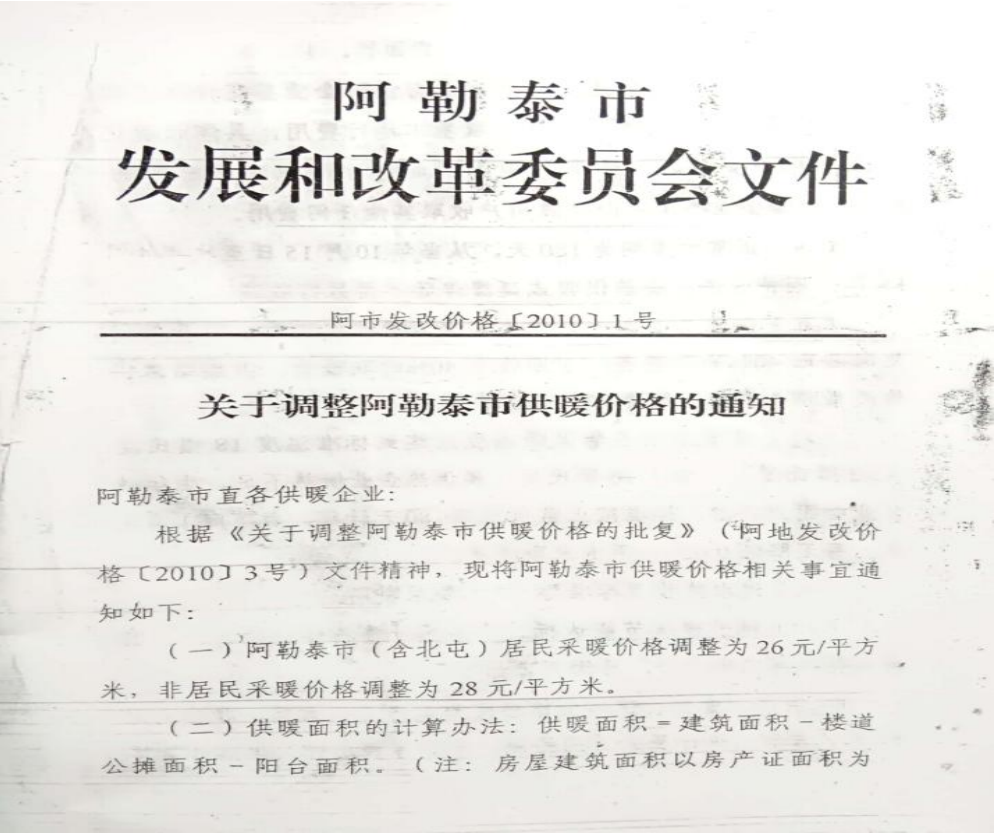 阿勒泰市
发展和改革委员会文件
阿市发改价格〔2010〕1号
关于调整阿勒泰市供暖价格的通知
阿勒泰市直各供暖企业:
根据《关于调整阿勒泰市供暖价格的批复》（阿地发改价
格〔2010〕3号）文件精神，现将阿勒泰市供暖价格相关事宜通
知如下:
（一）阿勒泰市（含北屯）居民采暖价格调整为26元/平方
米，非居民采暖价格调整为28元/平方米。
（二）供暖面积的计算办法: 供暖面积=建筑面积-楼道
公摊面积-阳台面积。（注: 房屋建筑面积以房产证面积为